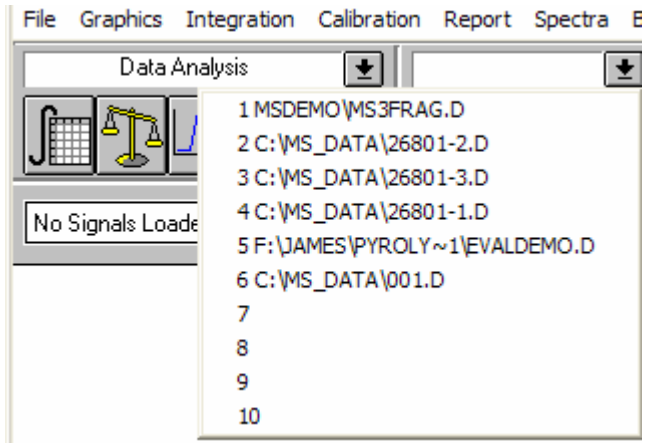 File Graphics Integration Calibration Report Spectra
Data Analysis
1 MSDEMO\MS3FRAG.D
2 C:\MS_DATA\26801-2.D
3 C:\MS_DATA\26801-3.D
4 C:\MS_DATA\26801-1.D
No Signals Loade
5 F:\JAMES\PYROLY~1\EVALDEMO.D
6 C:\MS_DATA\001.D
7
8
9
10